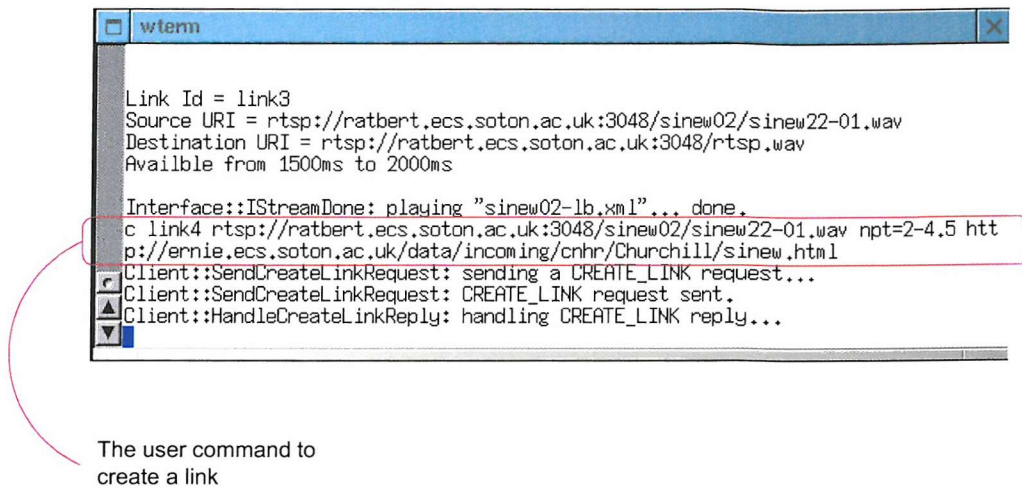 wterm
Link Id = link3
Source URI = rtsp://ratbert.ecs.soton.ac.uk:3048/sinew02/sinew22-01.wav
Destination URI = rtsp://ratbert.ecs.soton.ac.uk:3048/rtsp.wav
Availble from 1500ms to 2000ms
Interface::IStreamDone: playing "sinew02-lb.xml"... done.
c link4 rtsp://ratbert.ecs.soton.ac.uk:3048/sinew02/sinew22-01.wav npt=2-4.5 htt
p://ernie.ecs.soton.ac.uk/data/incoming/cnhr/Churchill/sinew.html
Client::SendCreateLinkRequest: sending a CREATE_LINK request...
Client::SendCreateLinkRequest: CREATE_LINK request sent.
Client::HandleCreateLinkReply: handling CREATE_LINK reply...
The user command to
create a link